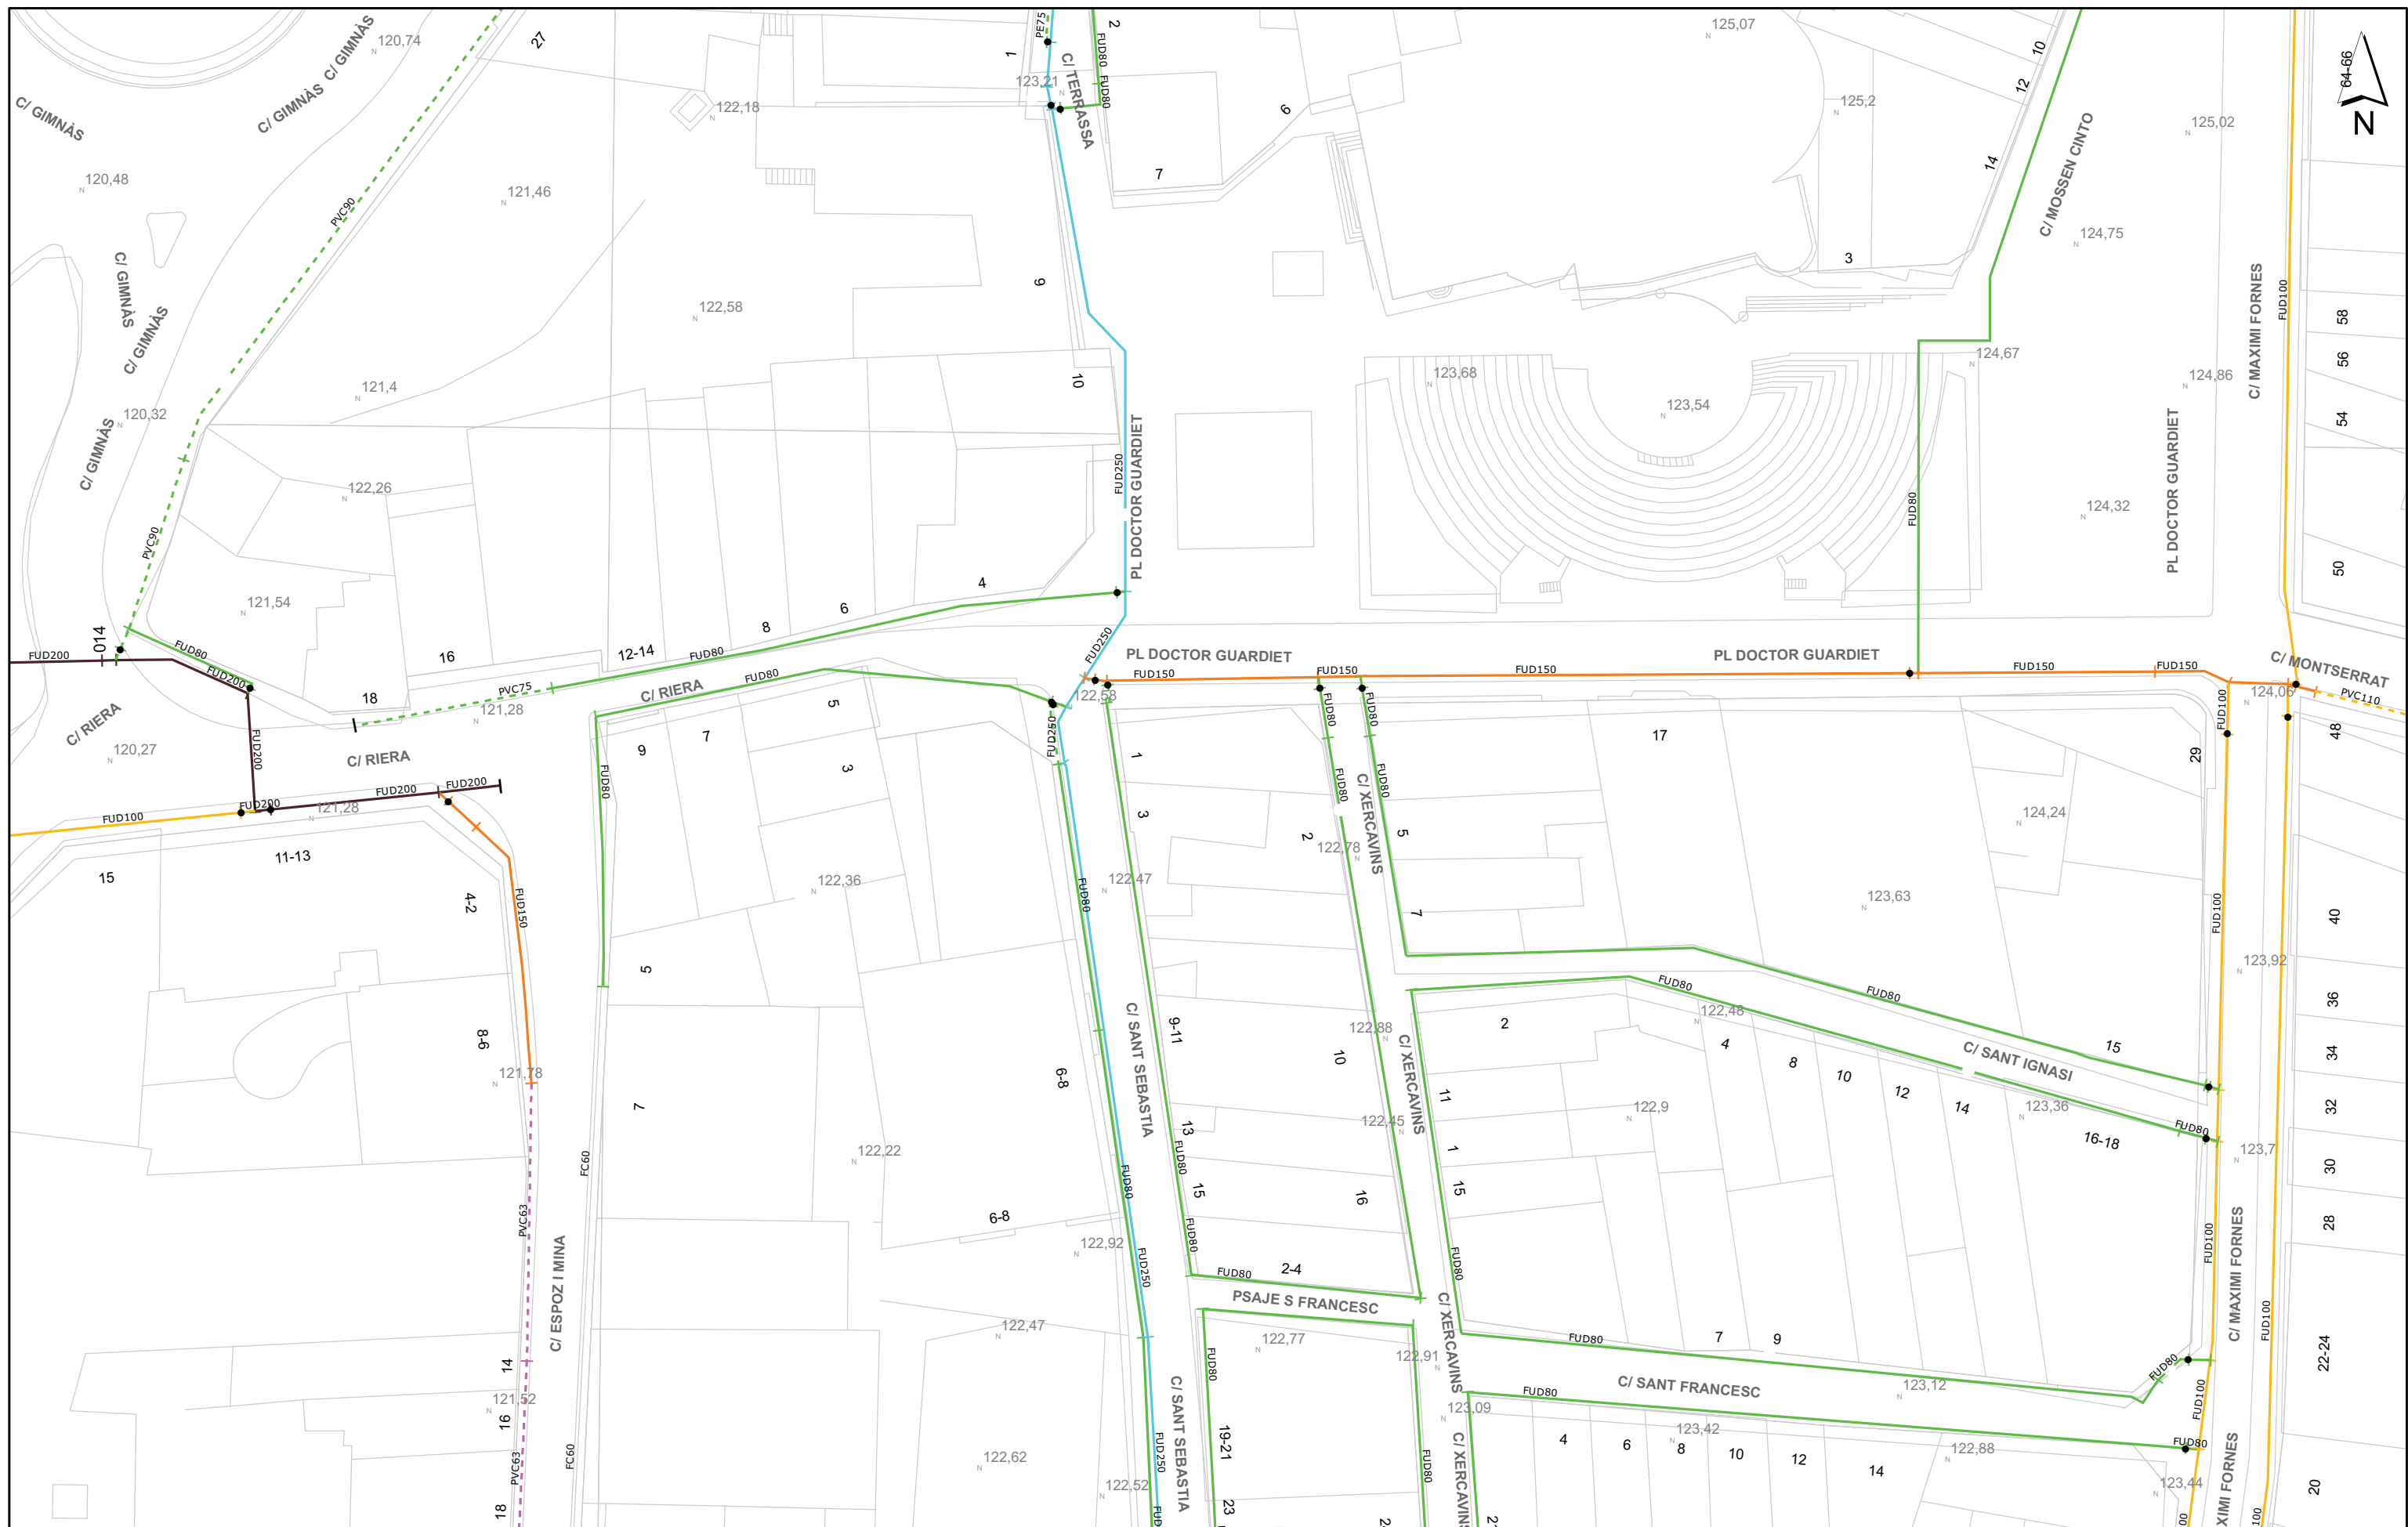 C/ GIMNÀS
C/ GIMNÀS
C/ GIMNÀS
120,74
27
PE75
1
2
FUD80
FUD80
C/ TERRASSA
123,21
125,07
10
12
64-66
N
122,18
6
125,2
125,02
120,48
121,46
7
14
C/ MOSSEN CINTO
124,75
PVC90
C/ GIMNÀS
C/ GIMNÀS
122,58
9
3
FUD100
C/ MAXIMI FORNES
58
56
54
121,4
120,32
10
123,68
123,54
124,67
124,86
C/ GIMNÀS
122,26
FUD250
PL DOCTOR GUARDIET
FUD80
124,32
PL DOCTOR GUARDIET
50
PVC90
121,54
4
6
8
014
FUD200
FUD80
FUD200
16
12-14
FUD80
FUD250
PL DOCTOR GUARDIET
PL DOCTOR GUARDIET
C/ MONTSERRAT
FUD150
FUD150
FUD150
FUD150
FUD150
18
PVC75
C/ RIERA
FUD80
122,58
124,06
PVC110
121,28
C/ RIERA
120,27
FUD200
C/ RIERA
5
7
9
3
FUD250
1
FUD80
FUD80
17
29
FUD100
48
FUD200
FUD200
FUD200
FUD100
121,28
FUD80
3
2
FUD80
C/ XERCAVINS
FUD80
5
124,24
11-13
15
4-2
FUD150
122,36
FUD80
122,47
122,78
7
123,63
FUD100
40
5
123,92
FUD80
FUD80
36
8-6
121,78
C/ SANT SEBASTIA
9-11
122,88
10
C/ XERCAVINS
2
122,48
4
8
10
12
14
C/ SANT IGNASI
15
34
32
7
6-8
11
122,9
123,36
16-18
FUD80
123,7
30
FC60
122,22
13
FUD80
122,45
1
15
FUD80
15
16
PVC63
C/ ESPOZ I MINA
6-8
122,92
FUD250
FUD80
FUD80
2-4
PSAJE S FRANCESC
FUD80
FUD100
C/ MAXIMI FORNES
28
122,47
122,77
122,91
C/ XERCAVINS
FUD80
7
9
FUD80
FUD100
22-24
14
121,52
16
C/ SANT SEBASTIA
FUD80
C/ SANT FRANCESC
FUD80
123,09
123,12
FUD100
PVC63
FC60
18
122,62
122,52
FUD250
19-21
23
FUD80
C/ XERCAVINS
4
6
8
123,42
10
12
14
122,88
FUD80
123,44
20